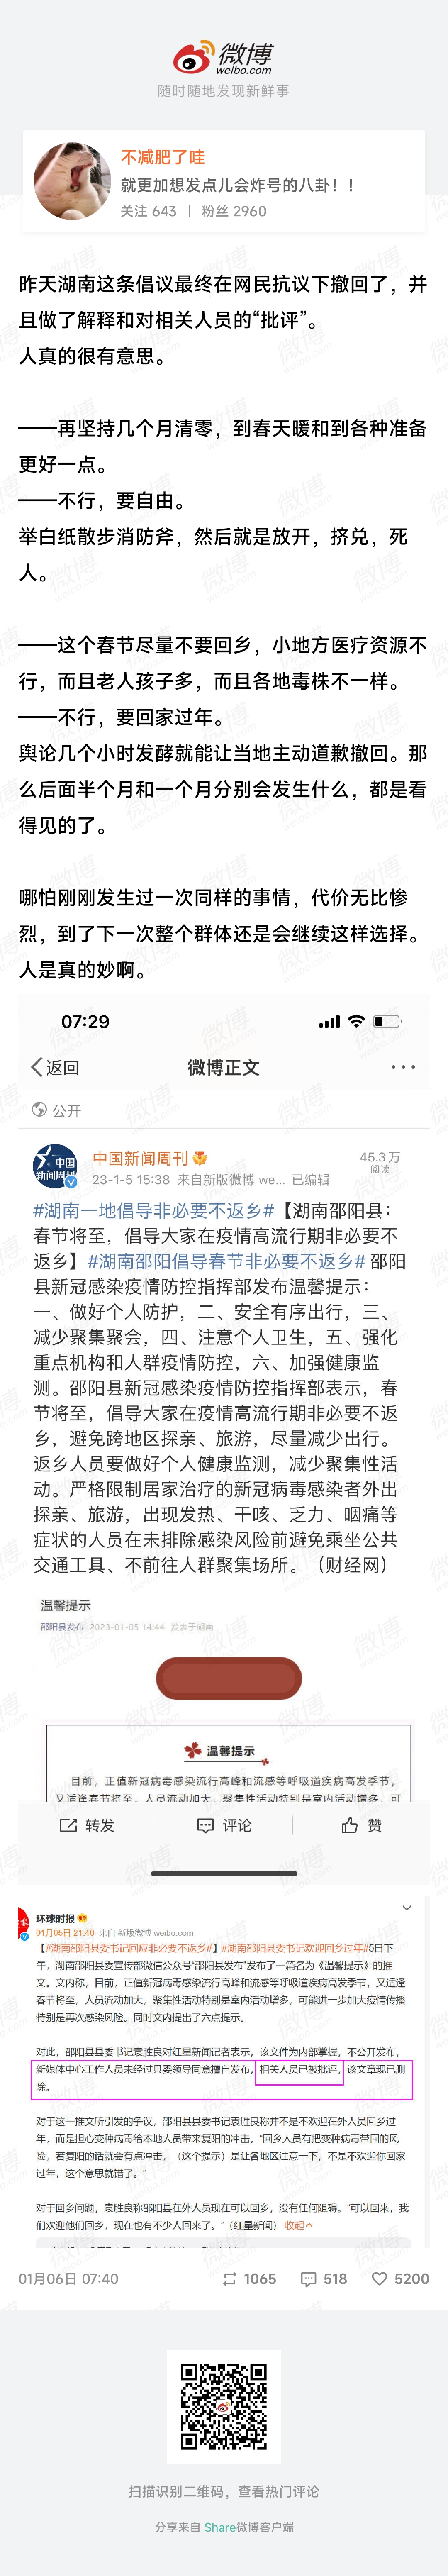 微博
weibo.com
随时随地发现新鲜事
不减肥了哇
就更加想发点儿会炸号的八卦！！
关注 643 | 粉丝 2960
昨天湖南这条倡议最终在网民抗议下撤回了，并
且做了解释和对相关人员的“批评”。
人真的很有意思。
——再坚持几个月清零，到春天暖和到各种准备
更好一点。
——不行，要自由。
举白纸散步消防斧，然后就是放开，挤兑，死
人。
——这个春节尽量不要回乡，小地方医疗资源不
行，而且老人孩子多，而且各地毒株不一样。
——不行，要回家过年。
舆论几个小时发酵就能让当地主动道歉撤回。那
么后面半个月和一个月分别会发生什么，都是看
得见的了。
哪怕刚刚发生过一次同样的事情，代价无比惨
烈，到了下一次整个群体还是会继续这样选择。
人是真的妙啊。
07:29
返回
微博正文
公开
中国新闻周刊
45.3万
阅读
23-1-5 15:38 来自新版微博 we... 已编辑
#湖南一地倡导非必要不返乡#【湖南邵阳县：
春节将至，倡导大家在疫情高流行期非必要不
返乡】#湖南邵阳倡导春节非必要不返乡# 邵阳
县新冠感染疫情防控指挥部发布温馨提示：
一、做好个人防护，二、安全有序出行，三、
减少聚集聚会，四、注意个人卫生，五、强化
重点机构和人群疫情防控，六、加强健康监
测。邵阳县新冠感染疫情防控指挥部表示，春
节将至，倡导大家在疫情高流行期非必要不返
乡，避免跨地区探亲、旅游，尽量减少出行。
返乡人员要做好个人健康监测，减少聚集性活
动。严格限制居家治疗的新冠病毒感染者外出
探亲、旅游，出现发热、干咳、乏力、咽痛等
症状的人员在未排除感染风险前避免乘坐公共
交通工具、不前往人群聚集场所。（财经网）
温馨提示
邵阳县发布 2023-01-05 14:44 发表于湖南
温馨提示
目前，正值新冠病毒感染流行高峰和流感等呼吸道疾病高发季节，
又适逢春节将至，人员流动加大，聚集性活动特别是室内活动增多，可
转发
评论
赞
环球时报
01月05日 21:40 来自 新版微博 weibo.com
【#湖南邵阳县委书记回应非必要不返乡#】#湖南邵阳县委书记欢迎回乡过年#5日下
午，湖南邵阳县委宣传部微信公众号“邵阳县发布”发布了一篇名为《温馨提示》的推
文。文内称，目前，正值新冠病毒感染流行高峰和流感等呼吸道疾病高发季节，又适逢
春节将至，人员流动加大，聚集性活动特别是室内活动增多，可能进一步加大疫情传播
特别是再次感染风险。同时文内提出了六点提示。
对此，邵阳县县委书记袁胜良对红星新闻记者表示，该文件为内部掌握，不公开发布，
新媒体中心工作人员未经过县委领导同意擅自发布，相关人员已被批评，该文章现已删
除。
对于这一推文所引发的争议，邵阳县县委书记袁胜良称并不是不欢迎在外人员回乡过
年，而是担心变种病毒给本地人员带来复阳的冲击，“回乡人员有把变种病毒带回的风
险，若复阳的话就会有点冲击，（这个提示）是让各地区注意一下，不是不欢迎你回家
过年，这个意思就错了。”
对于回乡问题，袁胜良称邵阳县在外人员现在可以回乡，没有任何阻碍。“可以回来，我
们欢迎他们回乡，现在也有不少人回来了。”（红星新闻） 收起
01月06日 07:40
1065
518
5200
扫描识别二维码，查看热门评论
分享来自 Share微博客户端